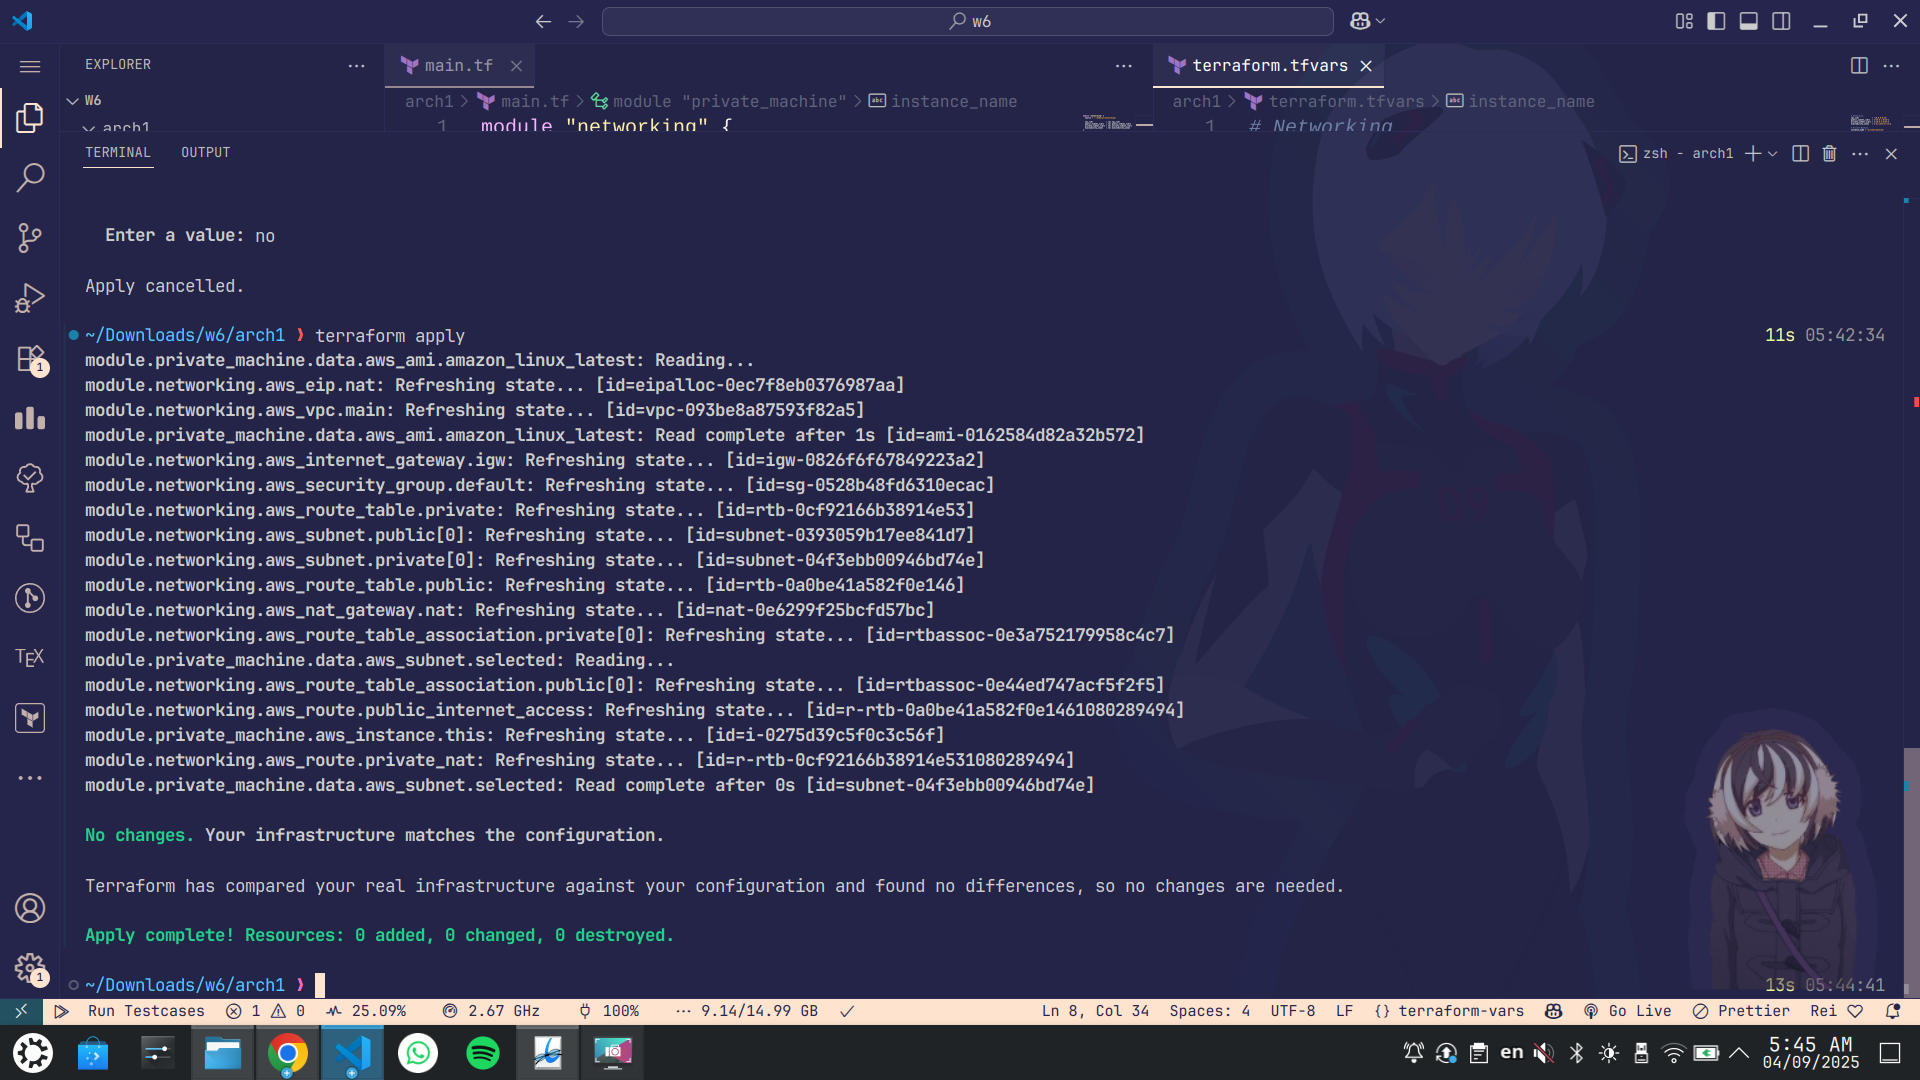 w6
EXPLORER
main.tf
terraform.tfvars
W6
arch1 > main.tf > module "private_machine" > instance_name
arch1 > terraform.tfvars > instance_name
arch1
1 module "networking" {
1 # Networking
TERMINAL OUTPUT
zsh - arch1
Enter a value: no
Apply cancelled.
~/Downloads/w6/arch1 ❯ terraform apply 11s 05:42:34
module.private_machine.data.aws_ami.amazon_linux_latest: Reading...
module.networking.aws_eip.nat: Refreshing state... [id=eipalloc-0ec7f8eb0376987aa]
module.networking.aws_vpc.main: Refreshing state... [id=vpc-093be8a87593f82a5]
module.private_machine.data.aws_ami.amazon_linux_latest: Read complete after 1s [id=ami-0162584d82a32b572]
module.networking.aws_internet_gateway.igw: Refreshing state... [id=igw-0826f6f67849223a2]
module.networking.aws_security_group.default: Refreshing state... [id=sg-0528b48fd6310ecac]
module.networking.aws_route_table.private: Refreshing state... [id=rtb-0cf92166b38914e53]
module.networking.aws_subnet.public[0]: Refreshing state... [id=subnet-0393059b17ee841d7]
module.networking.aws_subnet.private[0]: Refreshing state... [id=subnet-04f3ebb00946bd74e]
module.networking.aws_route_table.public: Refreshing state... [id=rtb-0a0be41a582f0e146]
module.networking.aws_nat_gateway.nat: Refreshing state... [id=nat-0e6299f25bcfd57bc]
module.networking.aws_route_table_association.private[0]: Refreshing state... [id=rtbassoc-0e3a752179958c4c7]
module.private_machine.data.aws_subnet.selected: Reading...
module.networking.aws_route_table_association.public[0]: Refreshing state... [id=rtbassoc-0e44ed747acf5f2f5]
module.networking.aws_route.public_internet_access: Refreshing state... [id=r-rtb-0a0be41a582f0e1461080289494]
module.private_machine.aws_instance.this: Refreshing state... [id=i-0275d39c5f0c3c56f]
module.networking.aws_route.private_nat: Refreshing state... [id=r-rtb-0cf92166b38914e531080289494]
module.private_machine.data.aws_subnet.selected: Read complete after 0s [id=subnet-04f3ebb00946bd74e]
No changes. Your infrastructure matches the configuration.
Terraform has compared your real infrastructure against your configuration and found no differences, so no changes are needed.
Apply complete! Resources: 0 added, 0 changed, 0 destroyed.
~/Downloads/w6/arch1 ❯ 13s 05:44:41
1
TEX
1
Run Testcases 1 0 25.09% 2.67 GHz 100% 9.14/14.99 GB Ln 8, Col 34 Spaces: 4 UTF-8 LF {} terraform-vars Go Live Prettier Rei
en
5:45 AM
04/09/2025